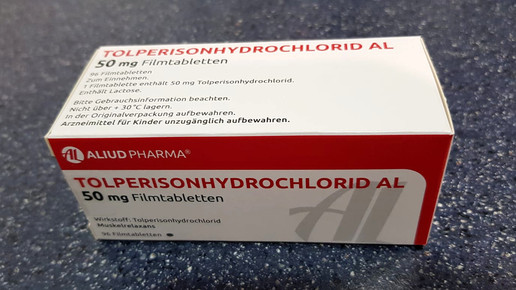 TOLPERISONHYDROCHLORID AL
50 mg Filmtabletten
96 Filmtabletten
Zum Einnehmen.
1 Filmtablette enthält 50 mg Tolperisonhydrochlorid.
Enthält Lactose.
Bitte Gebrauchsinformation beachten.
Nicht über + 30 °C lagern.
In der Originalverpackung aufbewahren.
Arzneimittel für Kinder unzugänglich aufbewahren.
AL ALIUD PHARMA®
TOLPERISONHYDROCHLORID AL
50 mg Filmtabletten
Wirkstoff: Tolperisonhydrochlorid
Muskelrelaxans
96 Filmtabletten
Al